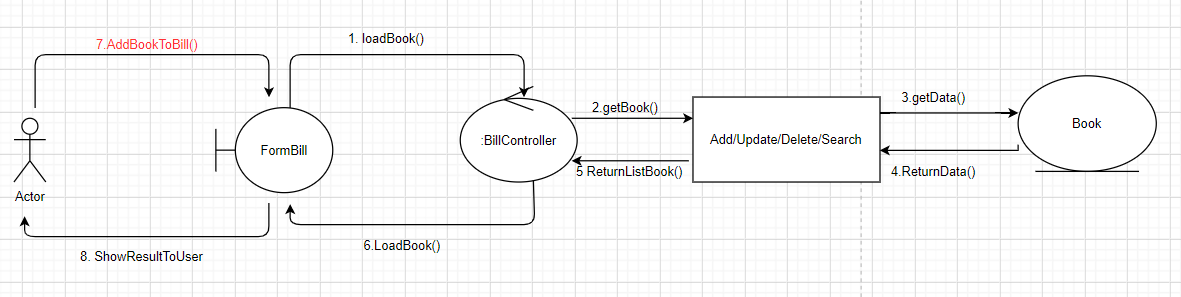 7.AddBookToBill()
1. loadBook()
2.getBook()
3.getData()
FormBill
:BillController
Add/Update/Delete/Search
Book
5 ReturnListBook()
4.ReturnData()
Actor
6.LoadBook()
8. ShowResultToUser